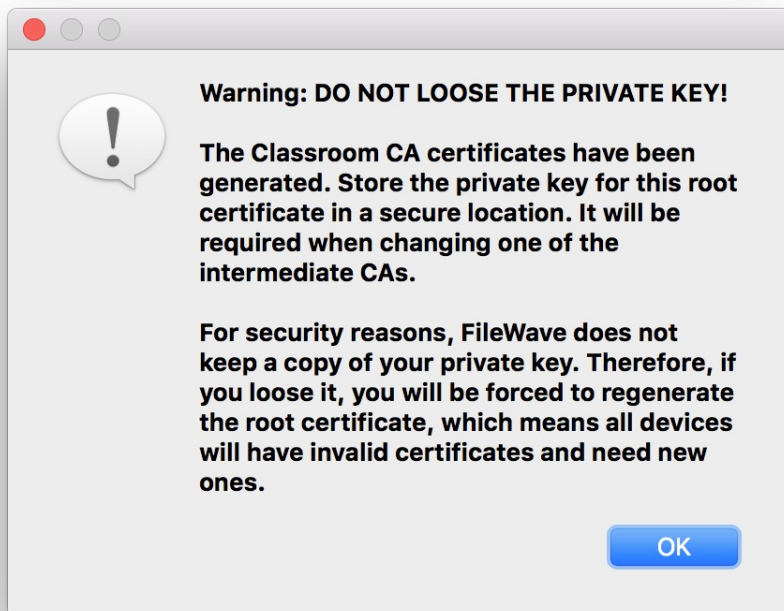 Warning: DO NOT LOOSE THE PRIVATE KEY!
The Classroom CA certificates have been
generated. Store the private key for this root
certificate in a secure location. It will be
required when changing one of the
intermediate CAs.
For security reasons, FileWave does not
keep a copy of your private key. Therefore, if
you loose it, you will be forced to regenerate
the root certificate, which means all devices
will have invalid certificates and need new
ones.
OK